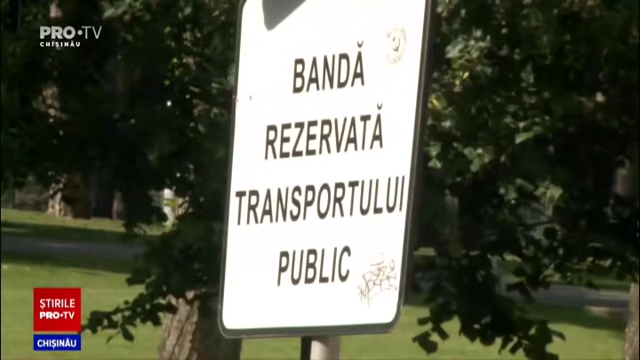 PRO•TV
CHIȘINĂU
BANDĂ
REZERVATĂ
TRANSPORTULUI
PUBLIC
ȘTIRILE
PRO•TV
CHIȘINĂU